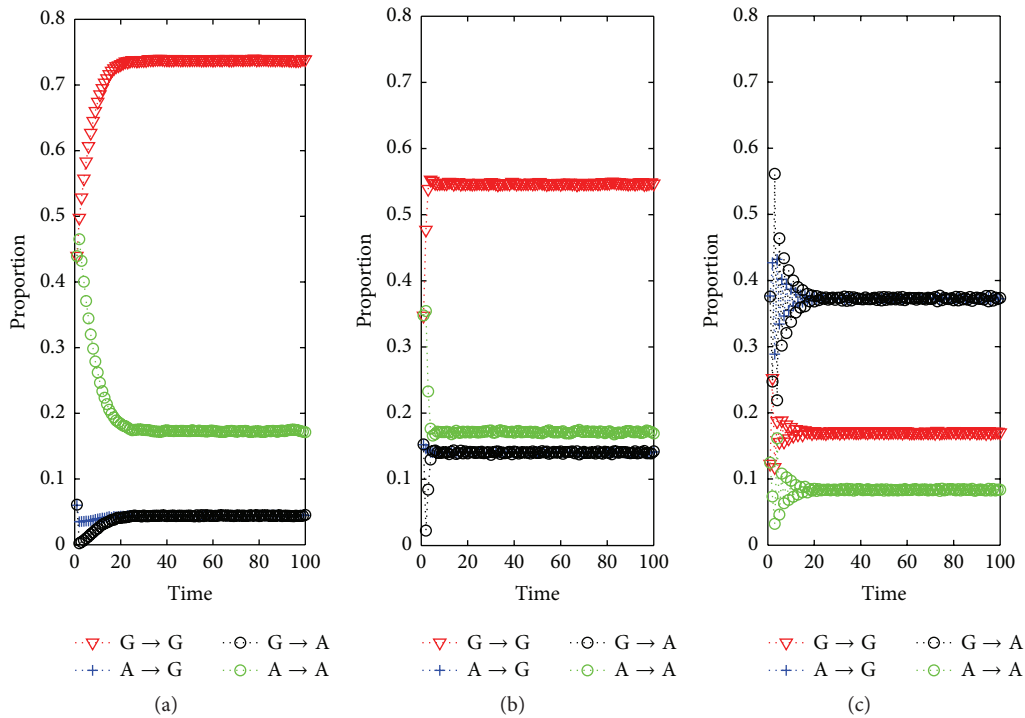 0.8
0.7
0.6
0.5
0.4
0.3
0.2
0.1
0
Proportion
0 20 40 60 80 100
Time
G → G
G → A
A → G
A → A
(a)
0.8
0.7
0.6
0.5
0.4
0.3
0.2
0.1
0
Proportion
0 20 40 60 80 100
Time
G → G
G → A
A → G
A → A
(b)
0.8
0.7
0.6
0.5
0.4
0.3
0.2
0.1
0
Proportion
0 20 40 60 80 100
Time
G → G
G → A
A → G
A → A
(c)